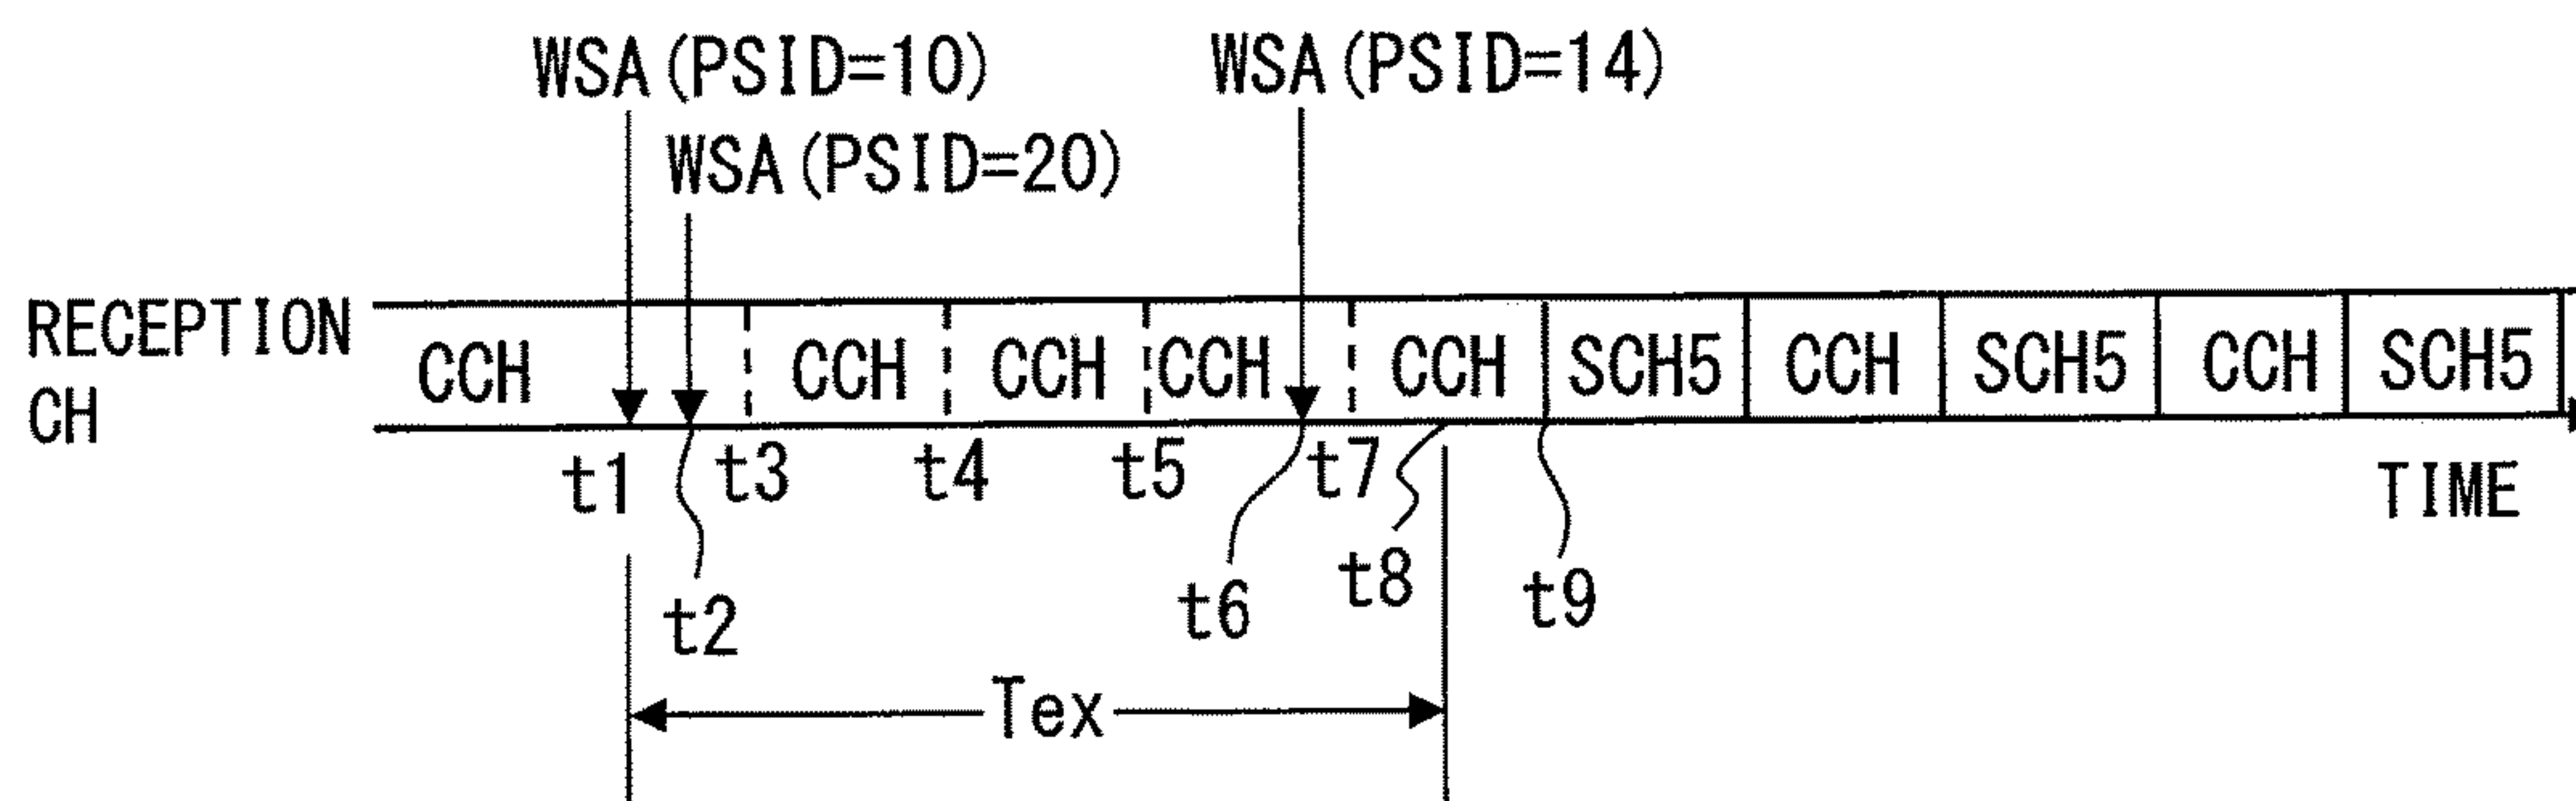 WSA(PSID=10) WSA(PSID=14)
WSA(PSID=20)
RECEPTION
CH
CCH CCH CCH CCH CCH SCH5 CCH SCH5 CCH SCH5
t1 t3 t4 t5 t7 TIME
t2 t6 t8 t9
Tex